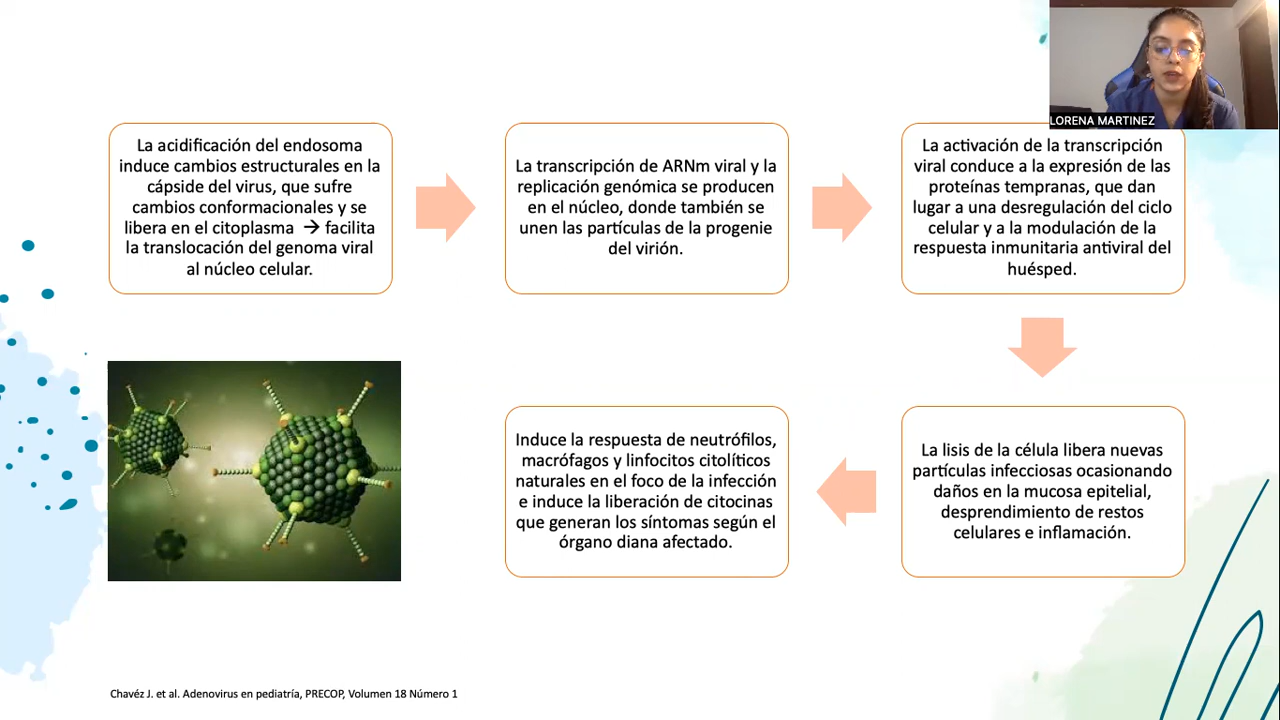 LORENA MARTINEZ
La acidificación del endosoma
induce cambios estructurales en la
cápside del virus, que sufre
cambios conformacionales y se
libera en el citoplasma → facilita
la translocación del genoma viral
al núcleo celular.
La transcripción de ARNm viral y la
replicación genómica se producen
en el núcleo, donde también se
unen las partículas de la progenie
del virión.
La activación de la transcripción
viral conduce a la expresión de las
proteínas tempranas, que dan
lugar a una desregulación del ciclo
celular y a la modulación de la
respuesta inmunitaria antiviral del
huésped.
La lisis de la célula libera nuevas
partículas infecciosas ocasionando
daños en la mucosa epitelial,
desprendimiento de restos
celulares e inflamación.
Induce la respuesta de neutrófilos,
macrófagos y linfocitos citolíticos
naturales en el foco de la infección
e induce la liberación de citocinas
que generan los síntomas según el
órgano diana afectado.
Chavéz J. et al. Adenovirus en pediatría, PRECOP, Volumen 18 Número 1